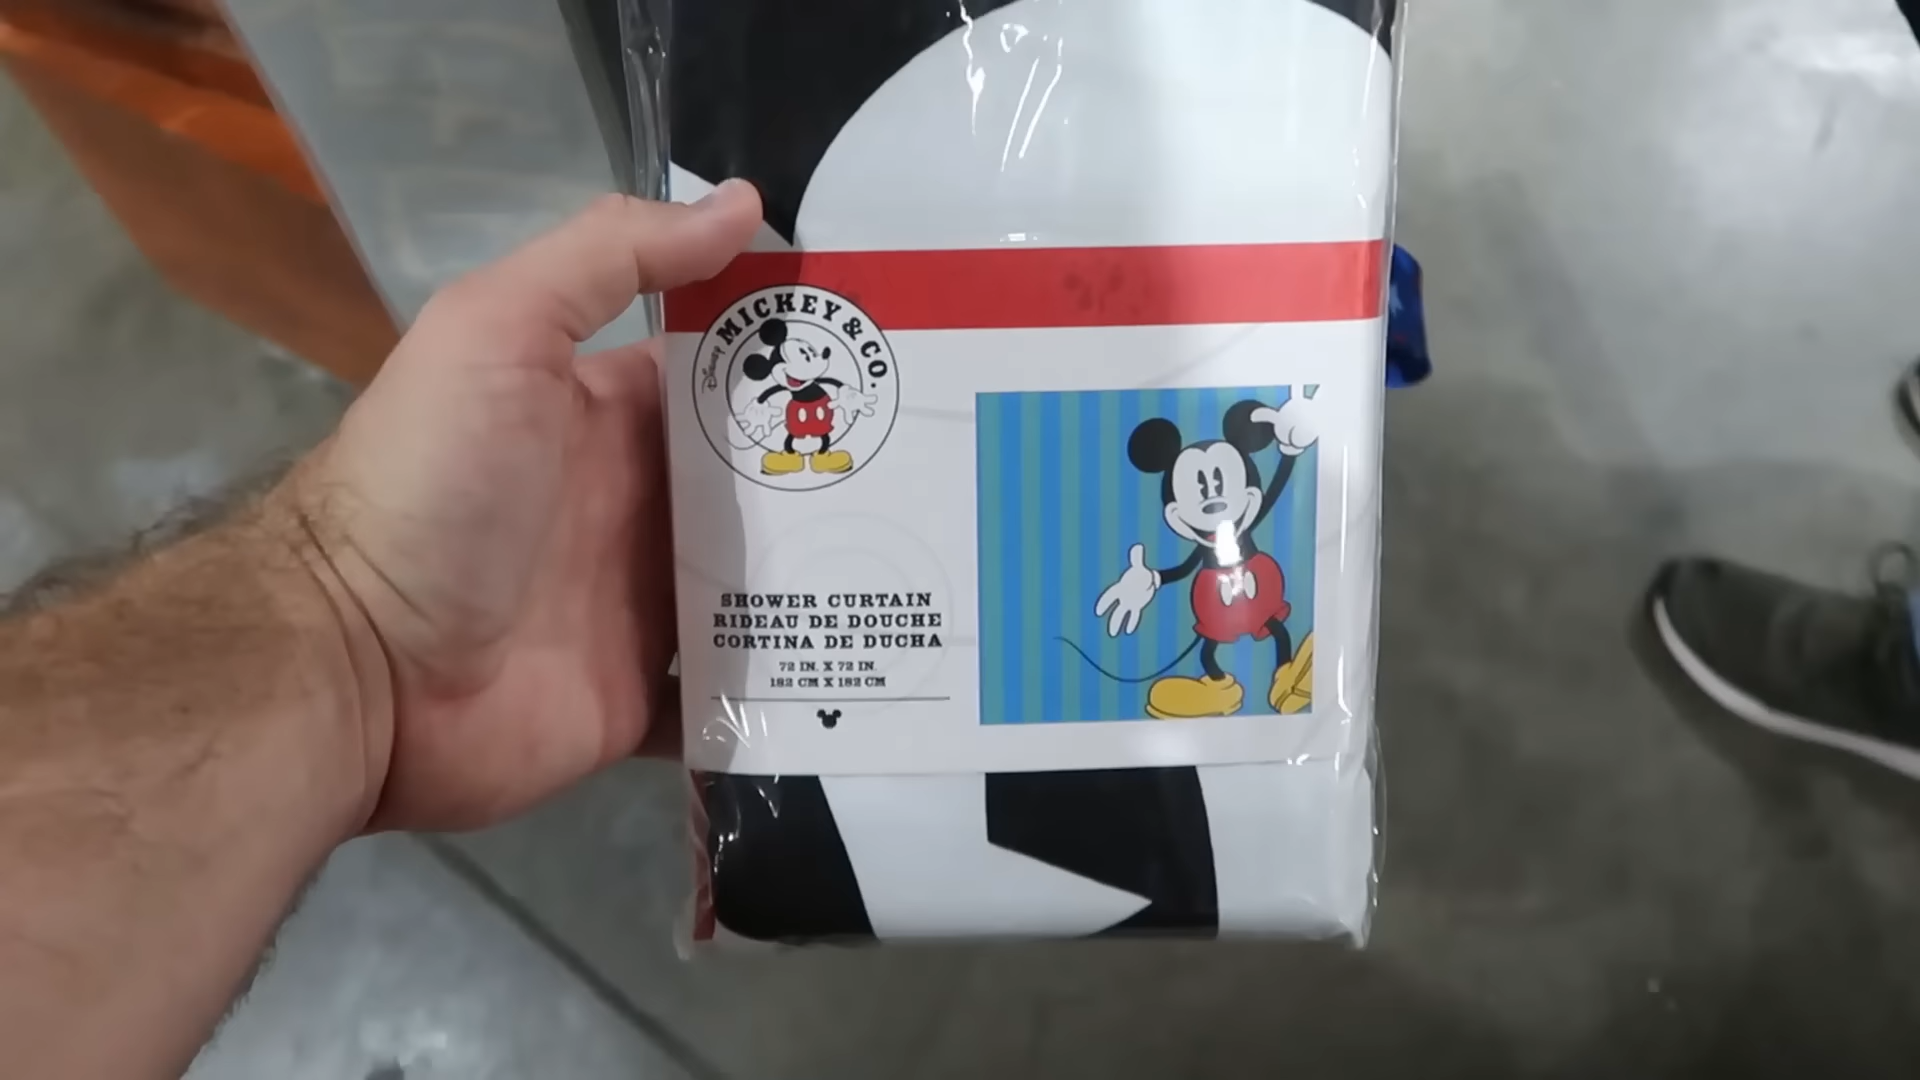 Disney
MICKEY & CO.
SHOWER CURTAIN
RIDEAU DE DOUCHE
CORTINA DE DUCHA
72 IN. X 72 IN.
182 CM X 182 CM